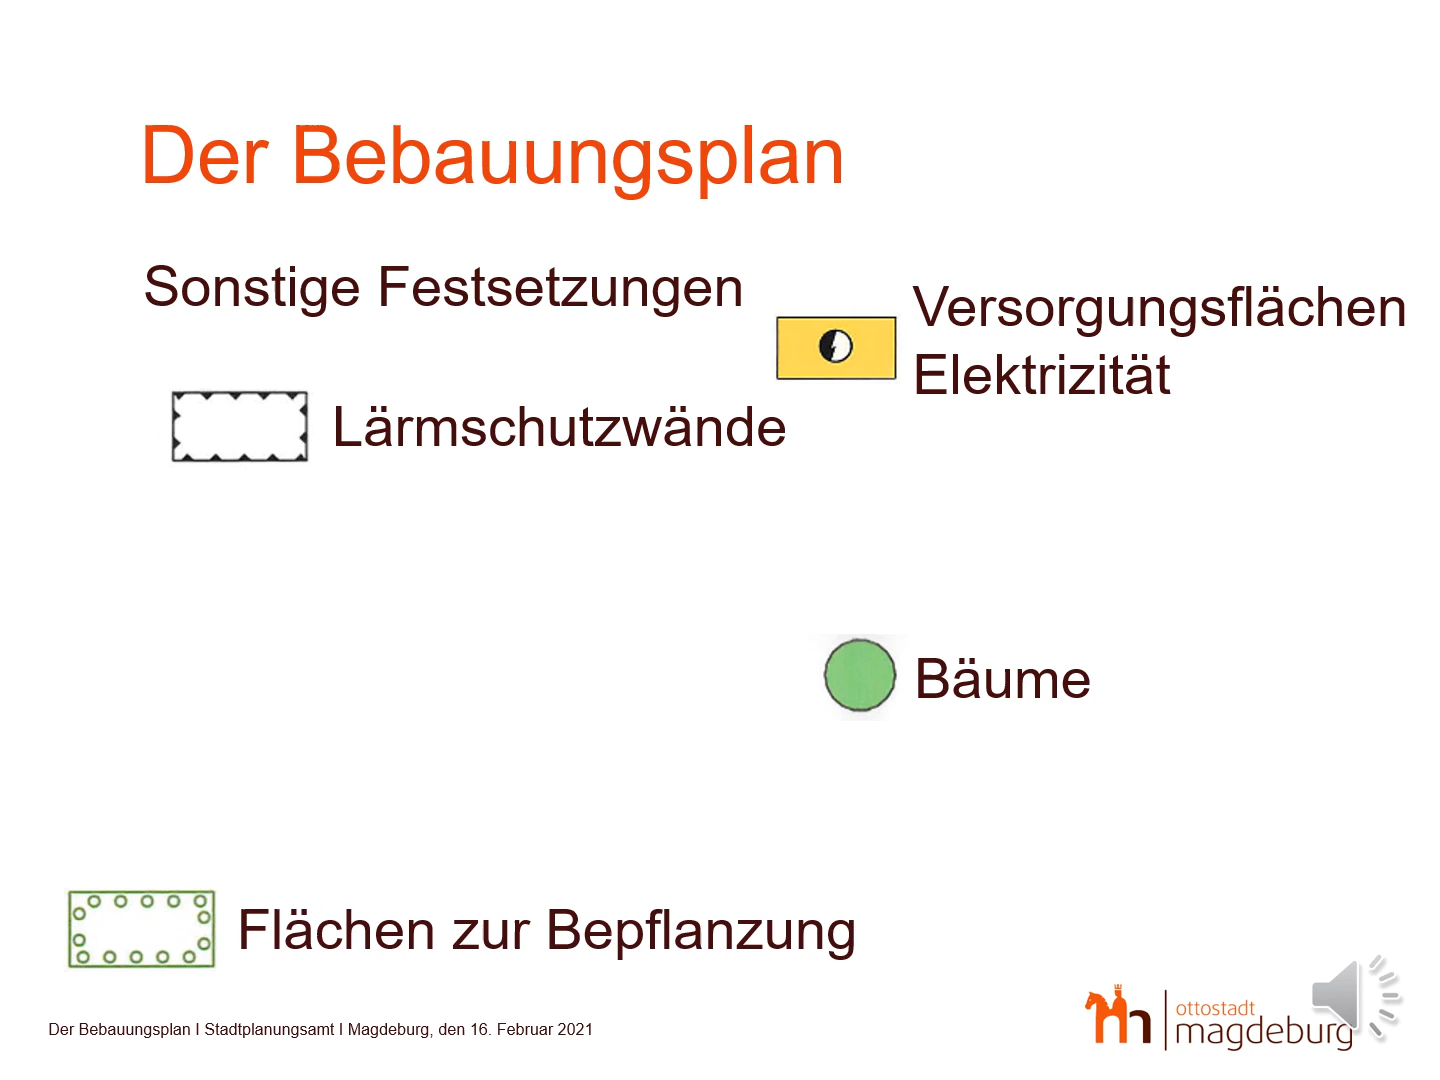 Der Bebauungsplan
Sonstige Festsetzungen
Versorgungsflächen
Elektrizität
Lärmschutzwände
Bäume
Flächen zur Bepflanzung
Der Bebauungsplan I Stadtplanungsamt I Magdeburg, den 16. Februar 2021
ottostadt
magdeburg